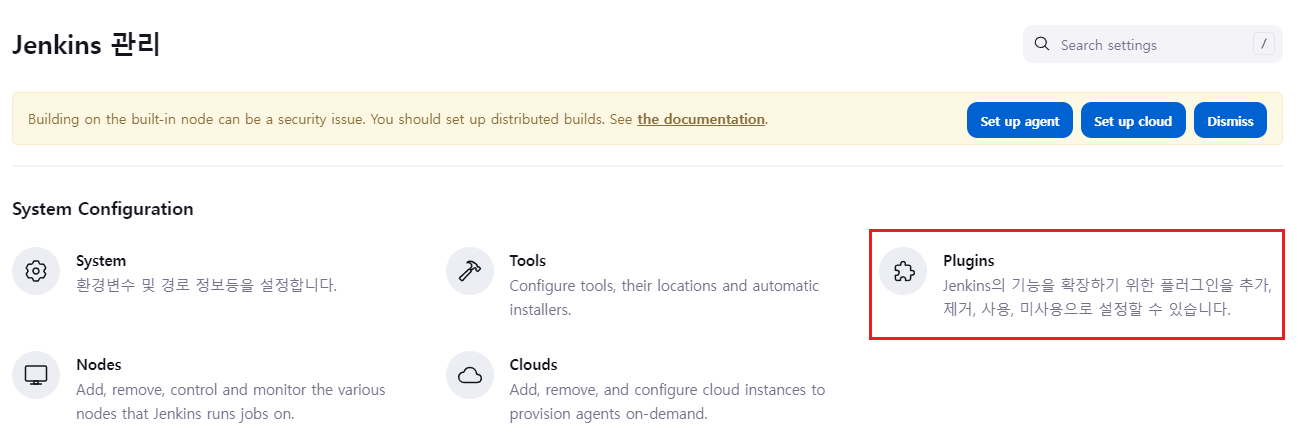 Jenkins 관리
Search settings
/
Building on the built-in node can be a security issue. You should set up distributed builds. See the documentation.
Set up agent
Set up cloud
Dismiss
System Configuration
System
환경변수 및 경로 정보등을 설정합니다.
Tools
Configure tools, their locations and automatic
installers.
Plugins
Jenkins의 기능을 확장하기 위한 플러그인을 추가,
제거, 사용, 미사용으로 설정할 수 있습니다.
Nodes
Add, remove, control and monitor the various
nodes that Jenkins runs jobs on.
Clouds
Add, remove, and configure cloud instances to
provision agents on-demand.